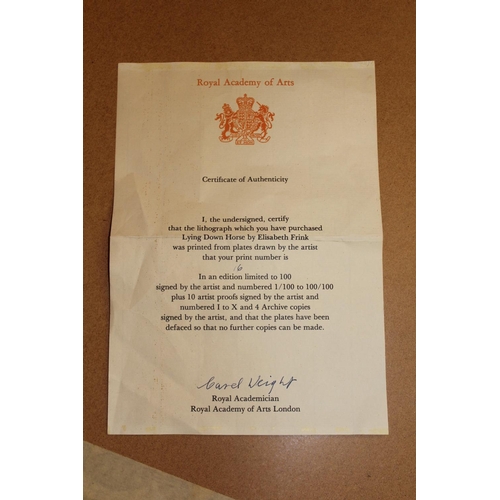 Royal Academy of Arts
Certificate of Authenticity
I, the undersigned, certify
that the lithograph which you have purchased
Lying Down Horse by Elisabeth Frink
was printed from plates drawn by the artist
that your print number is
6
In an edition limited to 100
signed by the artist and numbered 1/100 to 100/100
plus 10 artist proofs signed by the artist and
numbered I to X and 4 Archive copies
signed by the artist, and that the plates have been
defaced so that no further copies can be made.
Carel Weight
Royal Academician
Royal Academy of Arts London